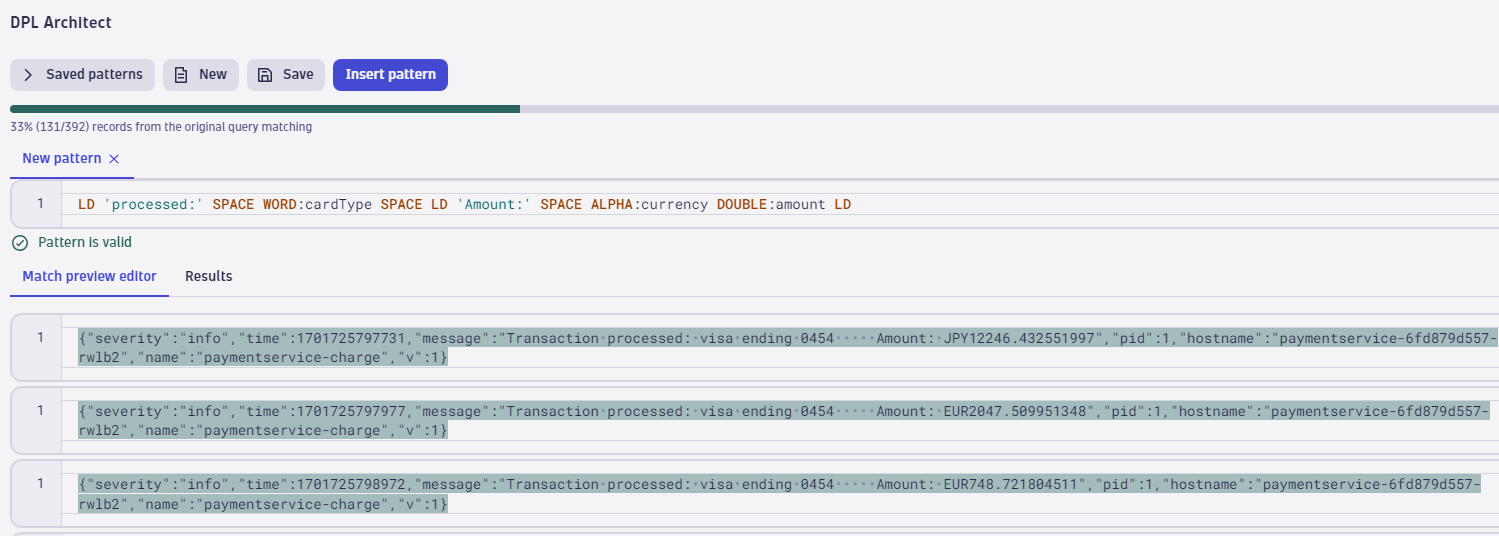 DPL Architect
Saved patterns New Save Insert pattern
33% (131/392) records from the original query matching
New pattern
1 LD 'processed:' SPACE WORD:cardType SPACE LD 'Amount:' SPACE ALPHA:currency DOUBLE:amount LD
Pattern is valid
Match preview editor Results
1 {"severity":"info","time":1701725797731,"message":"Transaction·processed:·visa·ending·0454·····Amount:·JPY12246.432551997","pid":1,"hostname":"paymentservice-6fd879d557-
rwlb2","name":"paymentservice-charge","v":1}
1 {"severity":"info","time":1701725797977,"message":"Transaction·processed:·visa·ending·0454·····Amount:·EUR2047.509951348","pid":1,"hostname":"paymentservice-6fd879d557-
rwlb2","name":"paymentservice-charge","v":1}
1 {"severity":"info","time":1701725798972,"message":"Transaction·processed:·visa·ending·0454·····Amount:·EUR748.721804511","pid":1,"hostname":"paymentservice-6fd879d557-
rwlb2","name":"paymentservice-charge","v":1}